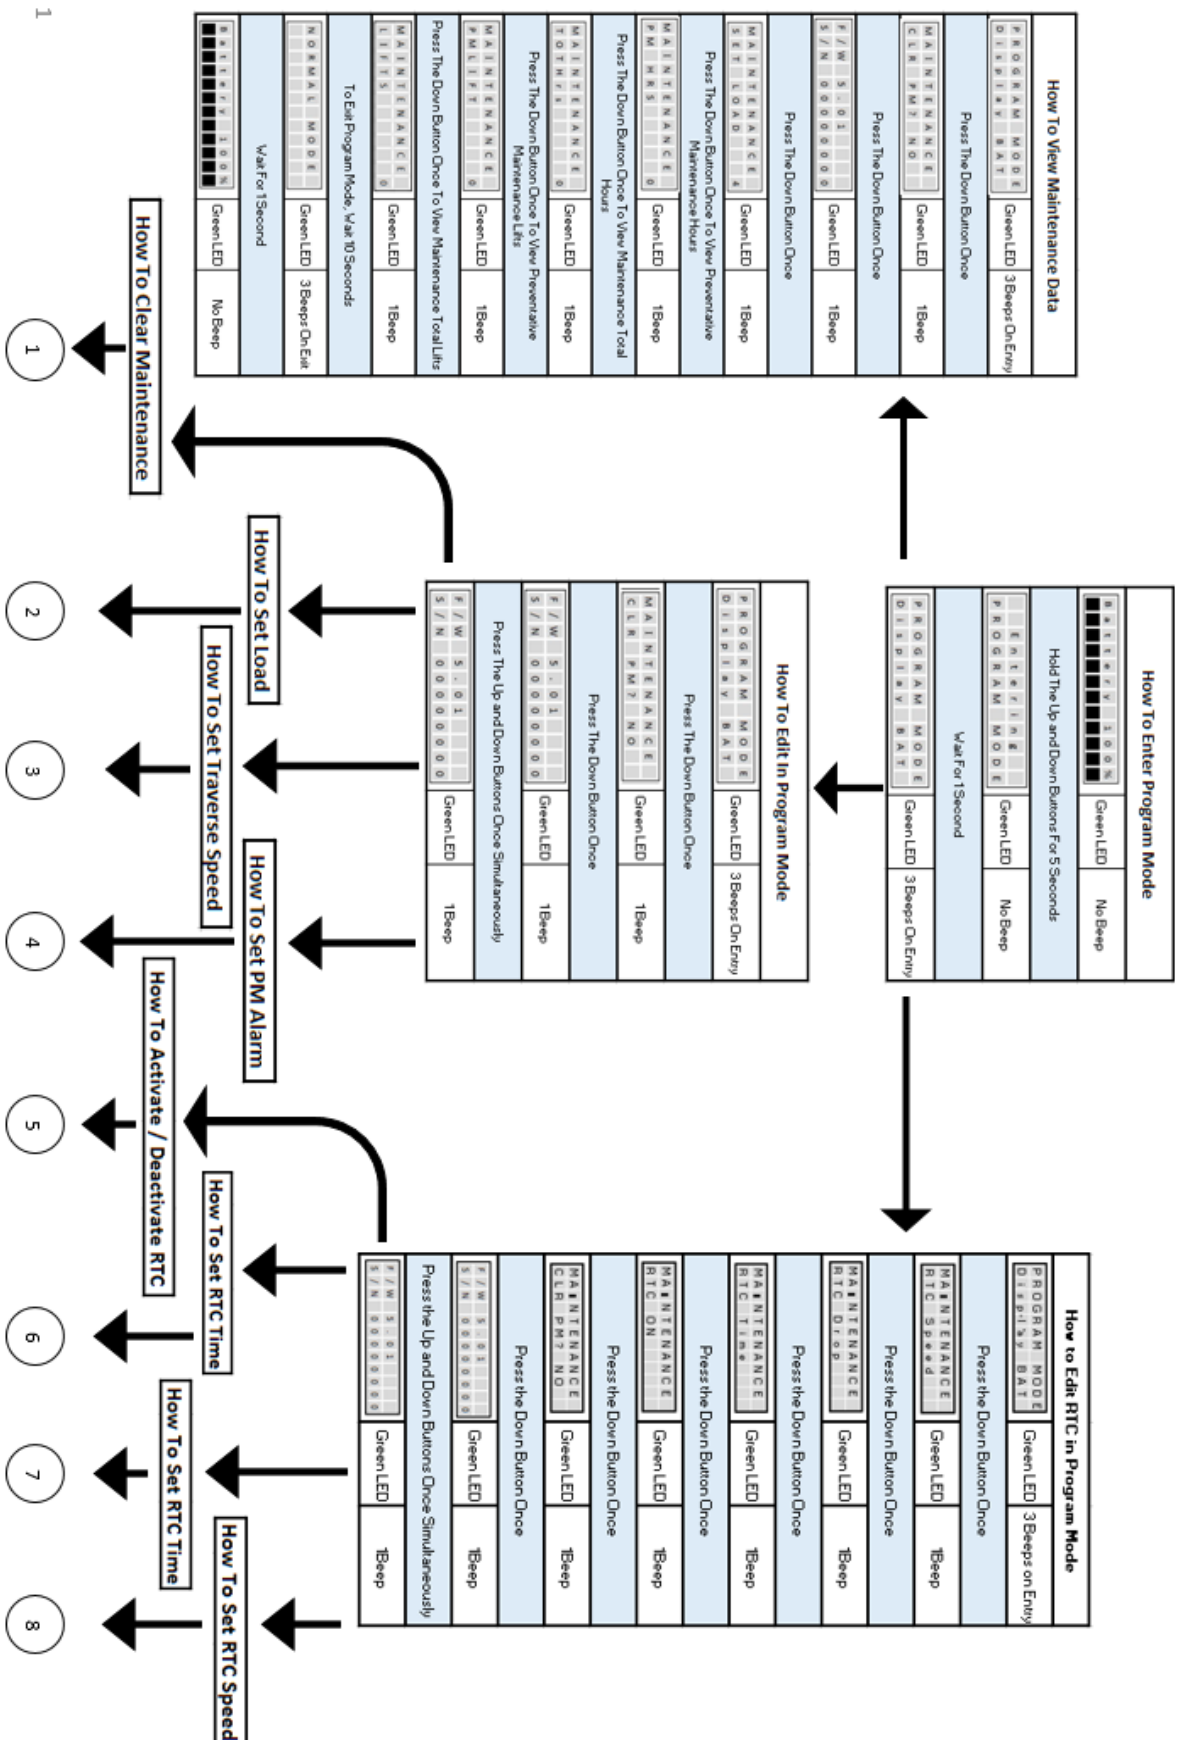 How To Enter Program Mode
Battery 100% Green LED No Beep
Hold The Up and Down Buttons For 5 Seconds
Entering
PROGRAM MODE Green LED No Beep
Wait For 1 Second
PROGRAM MODE
Display BAT Green LED 3 Beeps On Entry
How To View Maintenance Data
PROGRAM MODE
Display BAT Green LED 3 Beeps On Entry
Press The Down Button Once
MAINTENANCE
CLR PM? NO Green LED 1 Beep
Press The Down Button Once
F/W 5.01
S/N 00000000 Green LED 1 Beep
Press The Down Button Once
MAINTENANCE
SET LOAD 4 Green LED 1 Beep
Press The Down Button Once To View Preventative
Maintenance Hours
MAINTENANCE
PM HRS 0 Green LED 1 Beep
Press The Down Button Once To View Maintenance Total
Hours
MAINTENANCE
TOTHrs 0 Green LED 1 Beep
Press The Down Button Once To View Preventative
Maintenance Lifts
MAINTENANCE
PMLIFT 0 Green LED 1 Beep
Press The Down Button Once To View Maintenance Total Lifts
MAINTENANCE
LIFTS 0 Green LED 1 Beep
To Exit Program Mode, Wait 10 Seconds
NORMAL MODE Green LED 3 Beeps On Exit
Wait For 1 Second
Battery 100% Green LED No Beep
How To Edit In Program Mode
PROGRAM MODE
Display BAT Green LED 3 Beeps On Entry
Press The Down Button Once
MAINTENANCE
CLR PM? NO Green LED 1 Beep
Press The Down Button Once
F/W 5.01
S/N 00000000 Green LED 1 Beep
Press The Up and Down Buttons Once Simultaneously
F/W 5.01
S/N 00000000 Green LED 1 Beep
How to Edit RTC in Program Mode
PROGRAM MODE
Display BAT Green LED 3 Beeps on Entry
Press the Down Button Once
MAINTENANCE
RTC Speed Green LED 1Beep
Press the Down Button Once
MAINTENANCE
RTC Drop Green LED 1Beep
Press the Down Button Once
MAINTENANCE
RTC Time Green LED 1Beep
Press the Down Button Once
MAINTENANCE
RTC ON Green LED 1Beep
Press the Down Button Once
MAINTENANCE
CLR PM? NO Green LED 1Beep
Press the Down Button Once
F/W 5.01
S/N 00000000 Green LED 1Beep
Press the Up and Down Buttons Once Simultaneously
F/W 5.01
S/N 00000000 Green LED 1Beep
How To Clear Maintenance
How To Set Load
How To Set Traverse Speed
How To Set PM Alarm
How To Activate / Deactivate RTC
How To Set RTC Time
How To Set RTC Time
How To Set RTC Speed
1
2
3
4
5
6
7
8
1